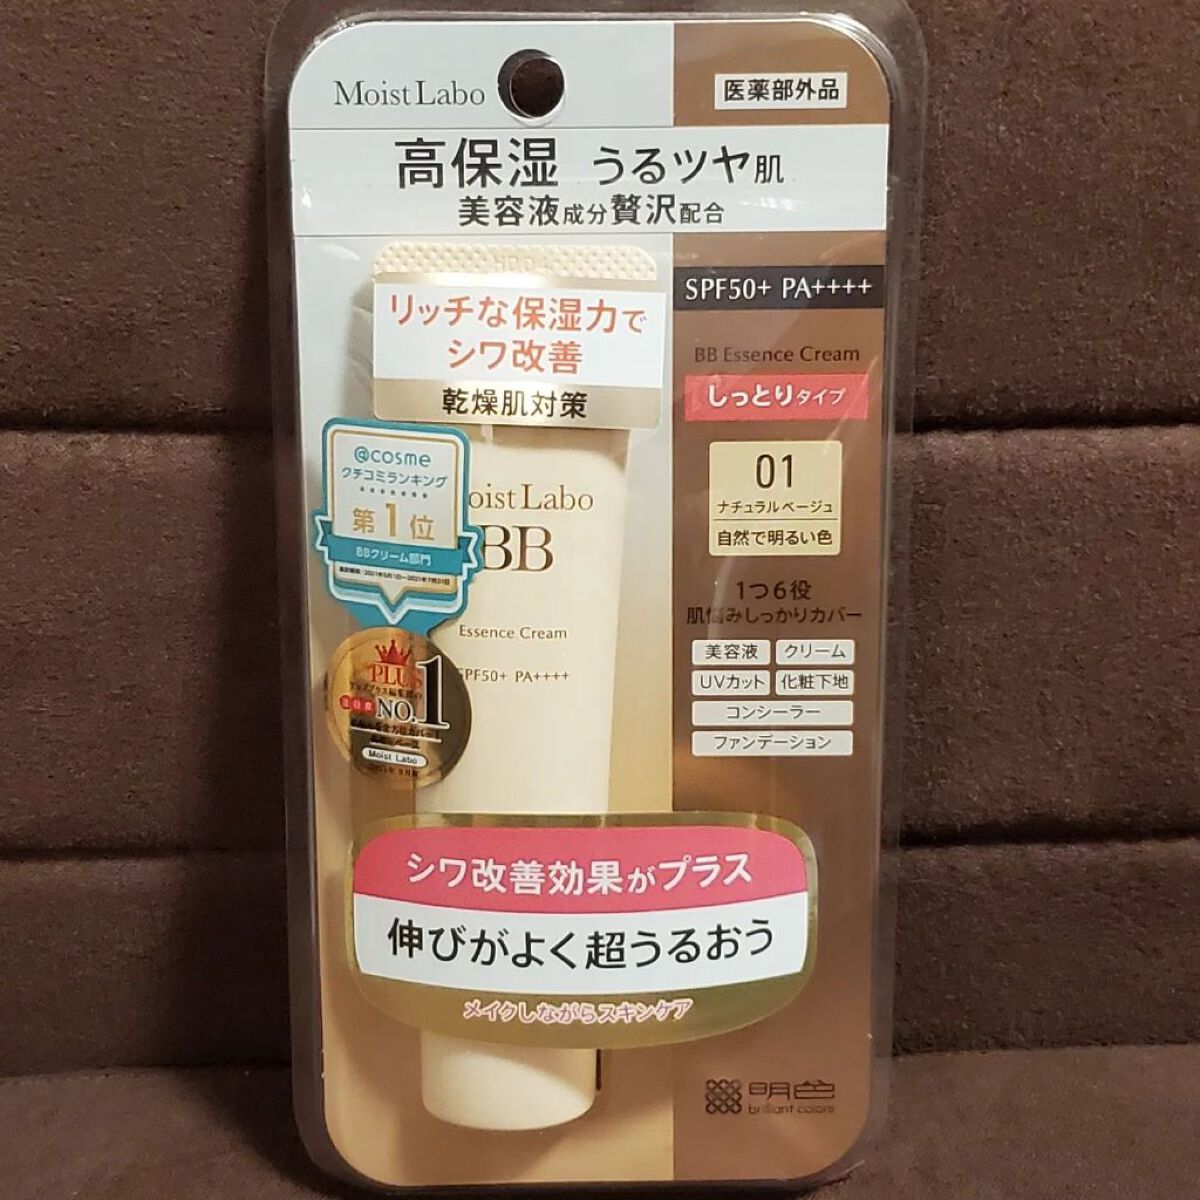 Moist Labo
医薬部外品
高保湿 うるツヤ肌
美容液成分贅沢配合
リッチな保湿力で
シワ改善
乾燥肌対策
SPF50+ PA++++
BB Essence Cream
しっとりタイプ
01
ナチュラルベージュ
自然で明るい色
1つ6役
肌悩みしっかりカバー
美容液 クリーム
UVカット 化粧下地
コンシーラー
ファンデーション
@cosme
クチコミランキング
第1位
BBクリーム部門
oist Labo
BB
Essence Cream
SPF50+ PA++++
PLUS
NO.1
Moist Labo
シワ改善効果がプラス
伸びがよく超うるおう
メイクしながらスキンケア
明色
brilliant colors